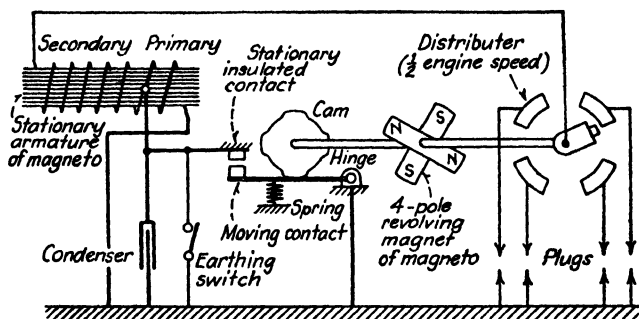 Secondary Primary
Stationary
insulated
contact
Distributer
(½ engine speed)
Stationary
armature
of magneto
Cam
N
S
S
N
Hinge
Spring
Moving contact
4-pole
revolving
magnet
of magneto
Condenser
Earthing
switch
Plugs